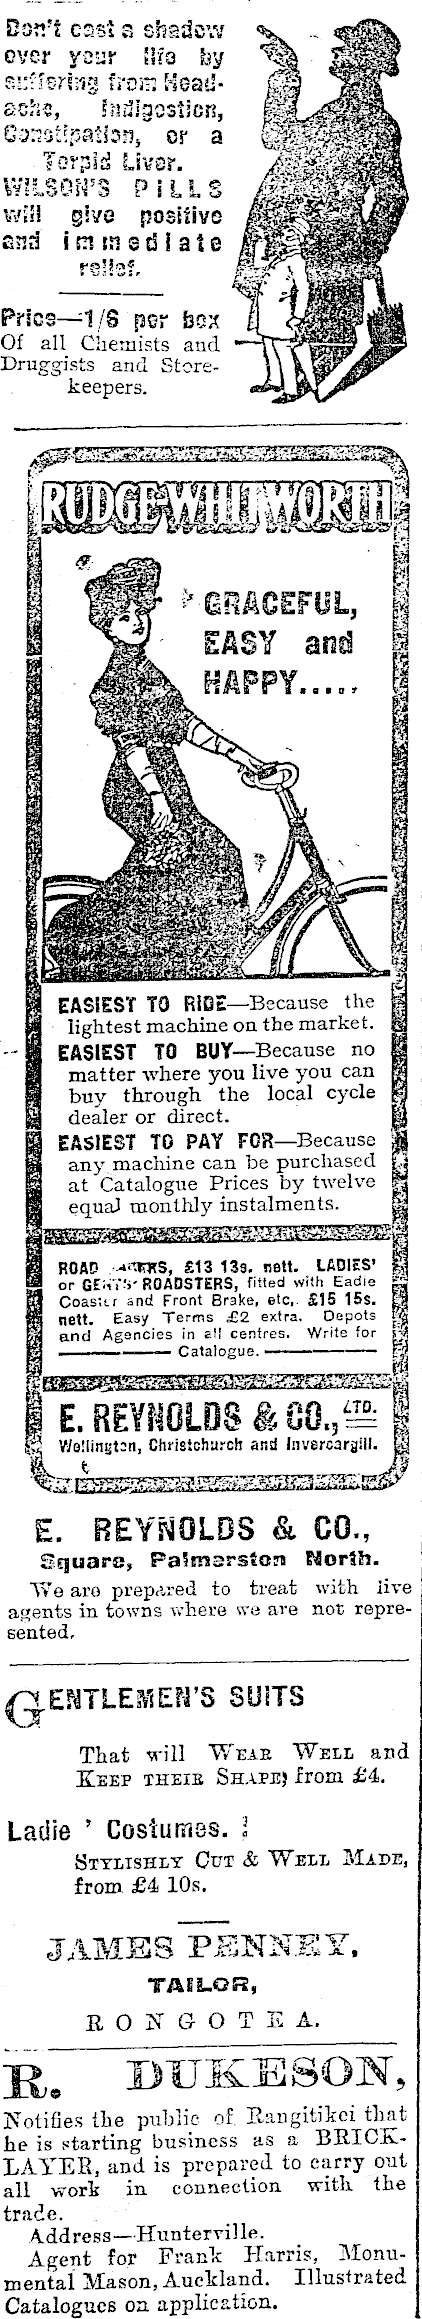 Don't cast a shadow
over your life by
suffering from Head-
ache, Indigestion,
Constipation, or a
Torpid Liver.
WILSON'S PILLS
will give positive
and immediate
relief.
Price—1/6 per box
Of all Chemists and
Druggists and Store-
keepers.
RUDGE-WHITWORTH
GRACEFUL,
EASY and
HAPPY.....
EASIEST TO RIDE—Because the
lightest machine on the market.
EASIEST TO BUY—Because no
matter where you live you can
buy through the local cycle
dealer or direct.
EASIEST TO PAY FOR—Because
any machine can be purchased
at Catalogue Prices by twelve
equal monthly instalments.
ROAD £13 13s. nett. LADIES'
or GENTS' ROADSTERS, fitted with Eadie
Coaster and Front Brake, etc,. £15 15s.
nett. Easy Terms £2 extra. Depots
and Agencies in all centres. Write for
Catalogue.
E. REYNOLDS & CO., LTD.
Wellington, Christchurch and Invercargill.
E. REYNOLDS & CO.,
Square, Palmerston North.
We are prepared to treat with live
agents in towns where we are not repre-
sented.
GENTLEMEN'S SUITS
That will WEAR WELL and
KEEP THEIR SHAPE, from £4.
Ladie ' Costumes.
STYLISHLY CUT & WELL MADE,
from £4 10s.
JAMES PENNEY,
TAILOR,
RONGOTEA.
R. DUKESON,
Notifies the public of Rangitikei that
he is starting business as a BRICK-
LAYER, and is prepared to carry out
all work in connection with the
trade.
Address—Hunterville.
Agent for Frank Harris, Monu-
mental Mason, Auckland. Illustrated
Catalogues on application.